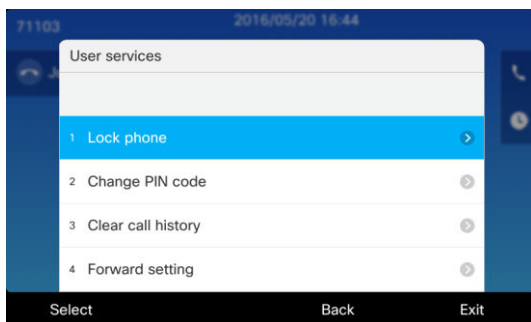 71103 2016/05/20 16:44
User services
1 Lock phone
2 Change PIN code
3 Clear call history
4 Forward setting
Select Back Exit